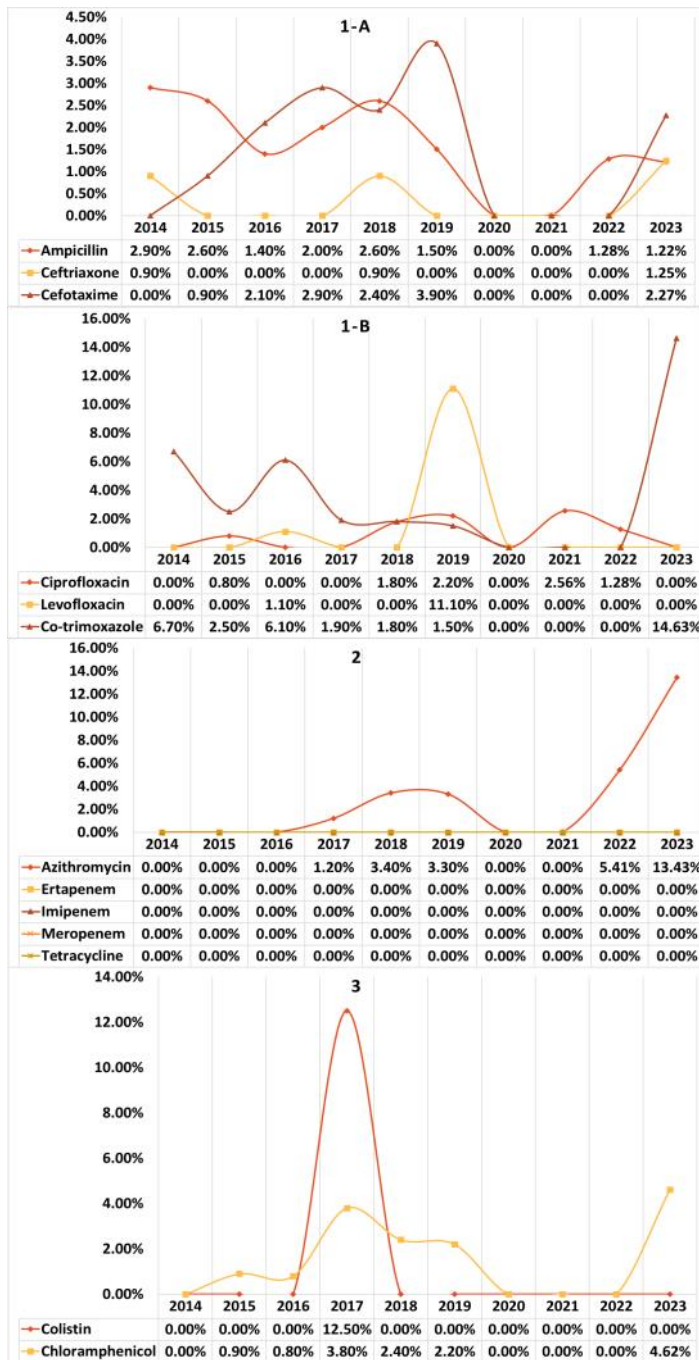 1-A
4.50%
4.00%
3.50%
3.00%
2.50%
2.00%
1.50%
1.00%
0.50%
0.00%
2014 2015 2016 2017 2018 2019 2020 2021 2022 2023
Ampicillin 2.90% 2.60% 1.40% 2.00% 2.60% 1.50% 0.00% 0.00% 1.28% 1.22%
Ceftriaxone 0.90% 0.00% 0.00% 0.00% 0.90% 0.00% 0.00% 0.00% 0.00% 1.25%
Cefotaxime 0.00% 0.90% 2.10% 2.90% 2.40% 3.90% 0.00% 0.00% 0.00% 2.27%
1-B
16.00%
14.00%
12.00%
10.00%
8.00%
6.00%
4.00%
2.00%
0.00%
2014 2015 2016 2017 2018 2019 2020 2021 2022 2023
Ciprofloxacin 0.00% 0.80% 0.00% 0.00% 1.80% 2.20% 0.00% 2.56% 1.28% 0.00%
Levofloxacin 0.00% 0.00% 1.10% 0.00% 0.00% 11.10% 0.00% 0.00% 0.00% 0.00%
Co-trimoxazole 6.70% 2.50% 6.10% 1.90% 1.80% 1.50% 0.00% 0.00% 0.00% 14.63%
2
16.00%
14.00%
12.00%
10.00%
8.00%
6.00%
4.00%
2.00%
0.00%
2014 2015 2016 2017 2018 2019 2020 2021 2022 2023
Azithromycin 0.00% 0.00% 0.00% 1.20% 3.40% 3.30% 0.00% 0.00% 5.41% 13.43%
Ertapenem 0.00% 0.00% 0.00% 0.00% 0.00% 0.00% 0.00% 0.00% 0.00% 0.00%
Imipenem 0.00% 0.00% 0.00% 0.00% 0.00% 0.00% 0.00% 0.00% 0.00% 0.00%
Meropenem 0.00% 0.00% 0.00% 0.00% 0.00% 0.00% 0.00% 0.00% 0.00% 0.00%
Tetracycline 0.00% 0.00% 0.00% 0.00% 0.00% 0.00% 0.00% 0.00% 0.00% 0.00%
3
14.00%
12.00%
10.00%
8.00%
6.00%
4.00%
2.00%
0.00%
2014 2015 2016 2017 2018 2019 2020 2021 2022 2023
Colistin 0.00% 0.00% 0.00% 12.50% 0.00% 0.00% 0.00% 0.00% 0.00% 0.00%
Chloramphenicol 0.00% 0.90% 0.80% 3.80% 2.40% 2.20% 0.00% 0.00% 0.00% 4.62%